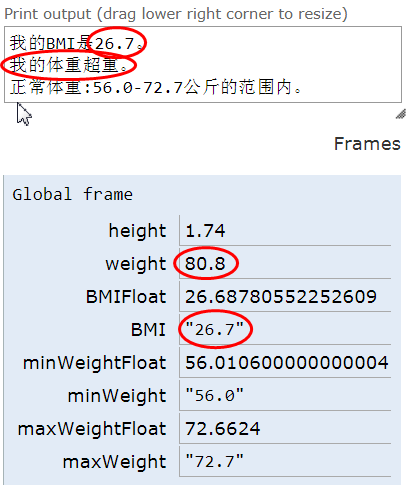 Print output (drag lower right corner to resize)
我的BMI是26.7。
我的体重超重。
正常体重:56.0-72.7公斤的范围内。
Frames
Global frame
height 1.74
weight 80.8
BMIFloat 26.68780552252609
BMI "26.7"
minWeightFloat 56.010600000000004
minWeight "56.0"
maxWeightFloat 72.6624
maxWeight "72.7"